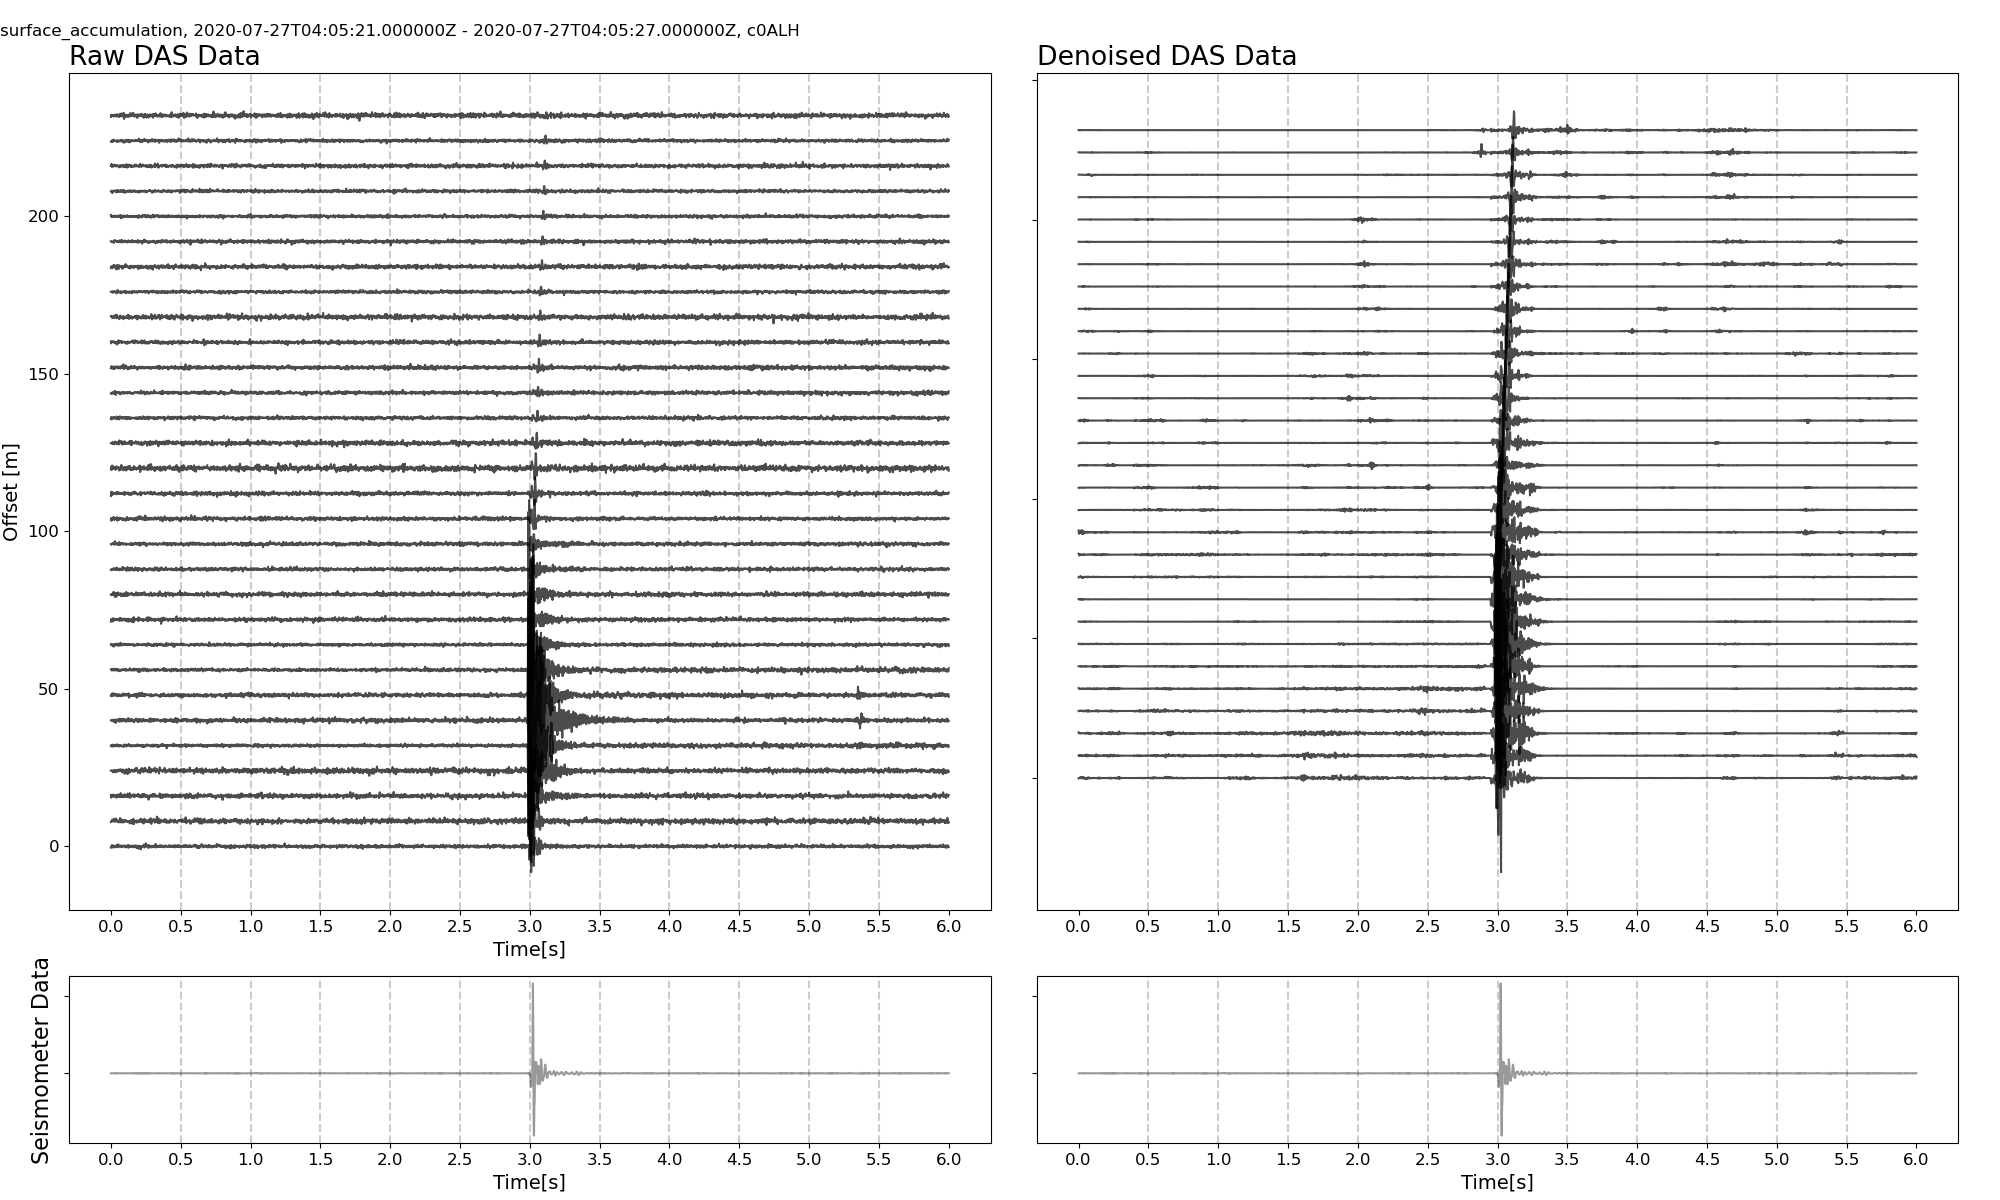 surface_accumulation, 2020-07-27T04:05:21.000000Z - 2020-07-27T04:05:27.000000Z, c0ALH
Raw DAS Data
Denoised DAS Data
Offset [m]
200
150
100
50
0
0.0 0.5 1.0 1.5 2.0 2.5 3.0 3.5 4.0 4.5 5.0 5.5 6.0
Time[s]
0.0 0.5 1.0 1.5 2.0 2.5 3.0 3.5 4.0 4.5 5.0 5.5 6.0
Seismometer Data
0.0 0.5 1.0 1.5 2.0 2.5 3.0 3.5 4.0 4.5 5.0 5.5 6.0
Time[s]
0.0 0.5 1.0 1.5 2.0 2.5 3.0 3.5 4.0 4.5 5.0 5.5 6.0
Time[s]